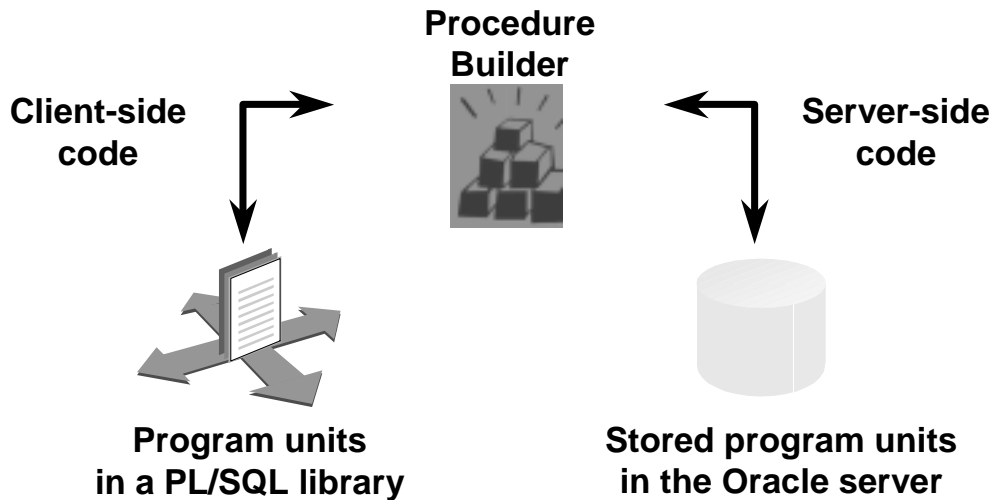 Procedure
Builder
Client-side
code
Server-side
code
Program units
in a PL/SQL library
Stored program units
in the Oracle server